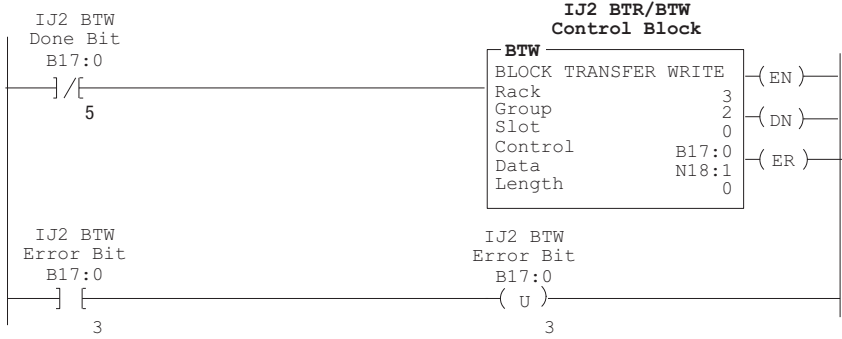 IJ2 BTW
Done Bit
B17:0
] / [
5
IJ2 BTR/BTW
Control Block
BTW
BLOCK TRANSFER WRITE
Rack 3
Group 2
Slot 0
Control B17:0
Data N18:1
Length 0
( EN )
( DN )
( ER )
IJ2 BTW
Error Bit
B17:0
] [
3
IJ2 BTW
Error Bit
B17:0
( U )
3